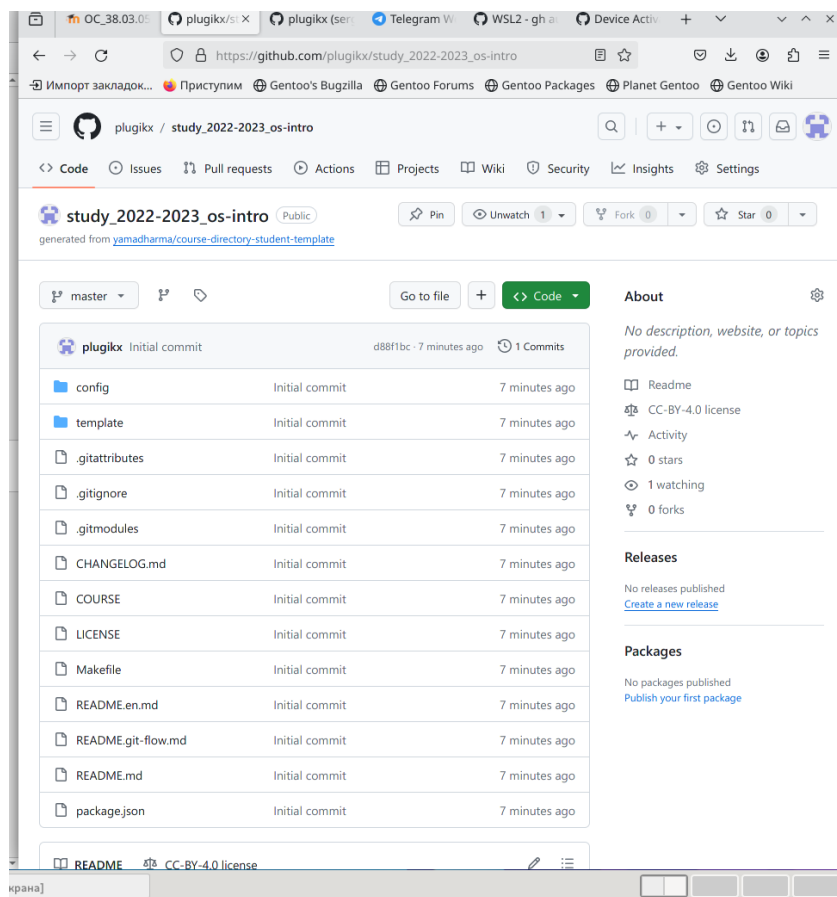 OC_38.03.05 plugikx/st plugikx (ser Telegram W WSL2 - gh a Device Activ
https://github.com/plugikx/study_2022-2023_os-intro
Импорт закладок... Приступим Gentoo's Bugzilla Gentoo Forums Gentoo Packages Planet Gentoo Gentoo Wiki
plugikx / study_2022-2023_os-intro
Code Issues Pull requests Actions Projects Wiki Security Insights Settings
study_2022-2023_os-intro Public Pin Unwatch 1 Fork 0 Star 0
generated from yamadharma/course-directory-student-template
master Go to file Code
plugikx Initial commit d88f1bc · 7 minutes ago 1 Commits
config Initial commit 7 minutes ago
template Initial commit 7 minutes ago
.gitattributes Initial commit 7 minutes ago
.gitignore Initial commit 7 minutes ago
.gitmodules Initial commit 7 minutes ago
CHANGELOG.md Initial commit 7 minutes ago
COURSE Initial commit 7 minutes ago
LICENSE Initial commit 7 minutes ago
Makefile Initial commit 7 minutes ago
README.en.md Initial commit 7 minutes ago
README.git-flow.md Initial commit 7 minutes ago
README.md Initial commit 7 minutes ago
package.json Initial commit 7 minutes ago
README CC-BY-4.0 license
About
No description, website, or topics
provided.
Readme
CC-BY-4.0 license
Activity
0 stars
1 watching
0 forks
Releases
No releases published
Create a new release
Packages
No packages published
Publish your first package
крана]